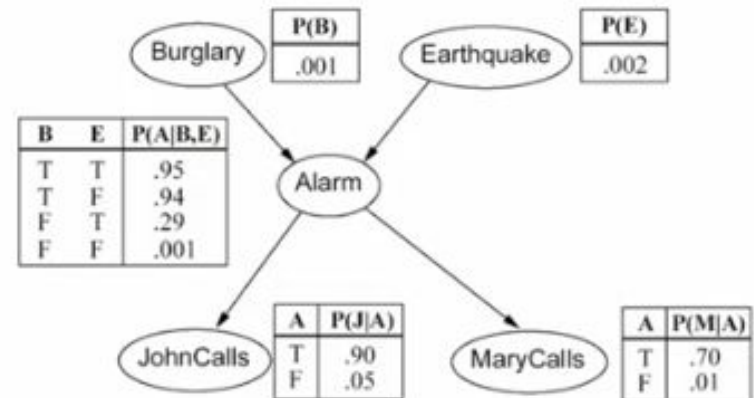 Burglary
P(B)
.001
Earthquake
P(E)
.002
B E P(A|B,E)
T T .95
T F .94
F T .29
F F .001
Alarm
JohnCalls
A P(J|A)
T .90
F .05
MaryCalls
A P(M|A)
T .70
F .01